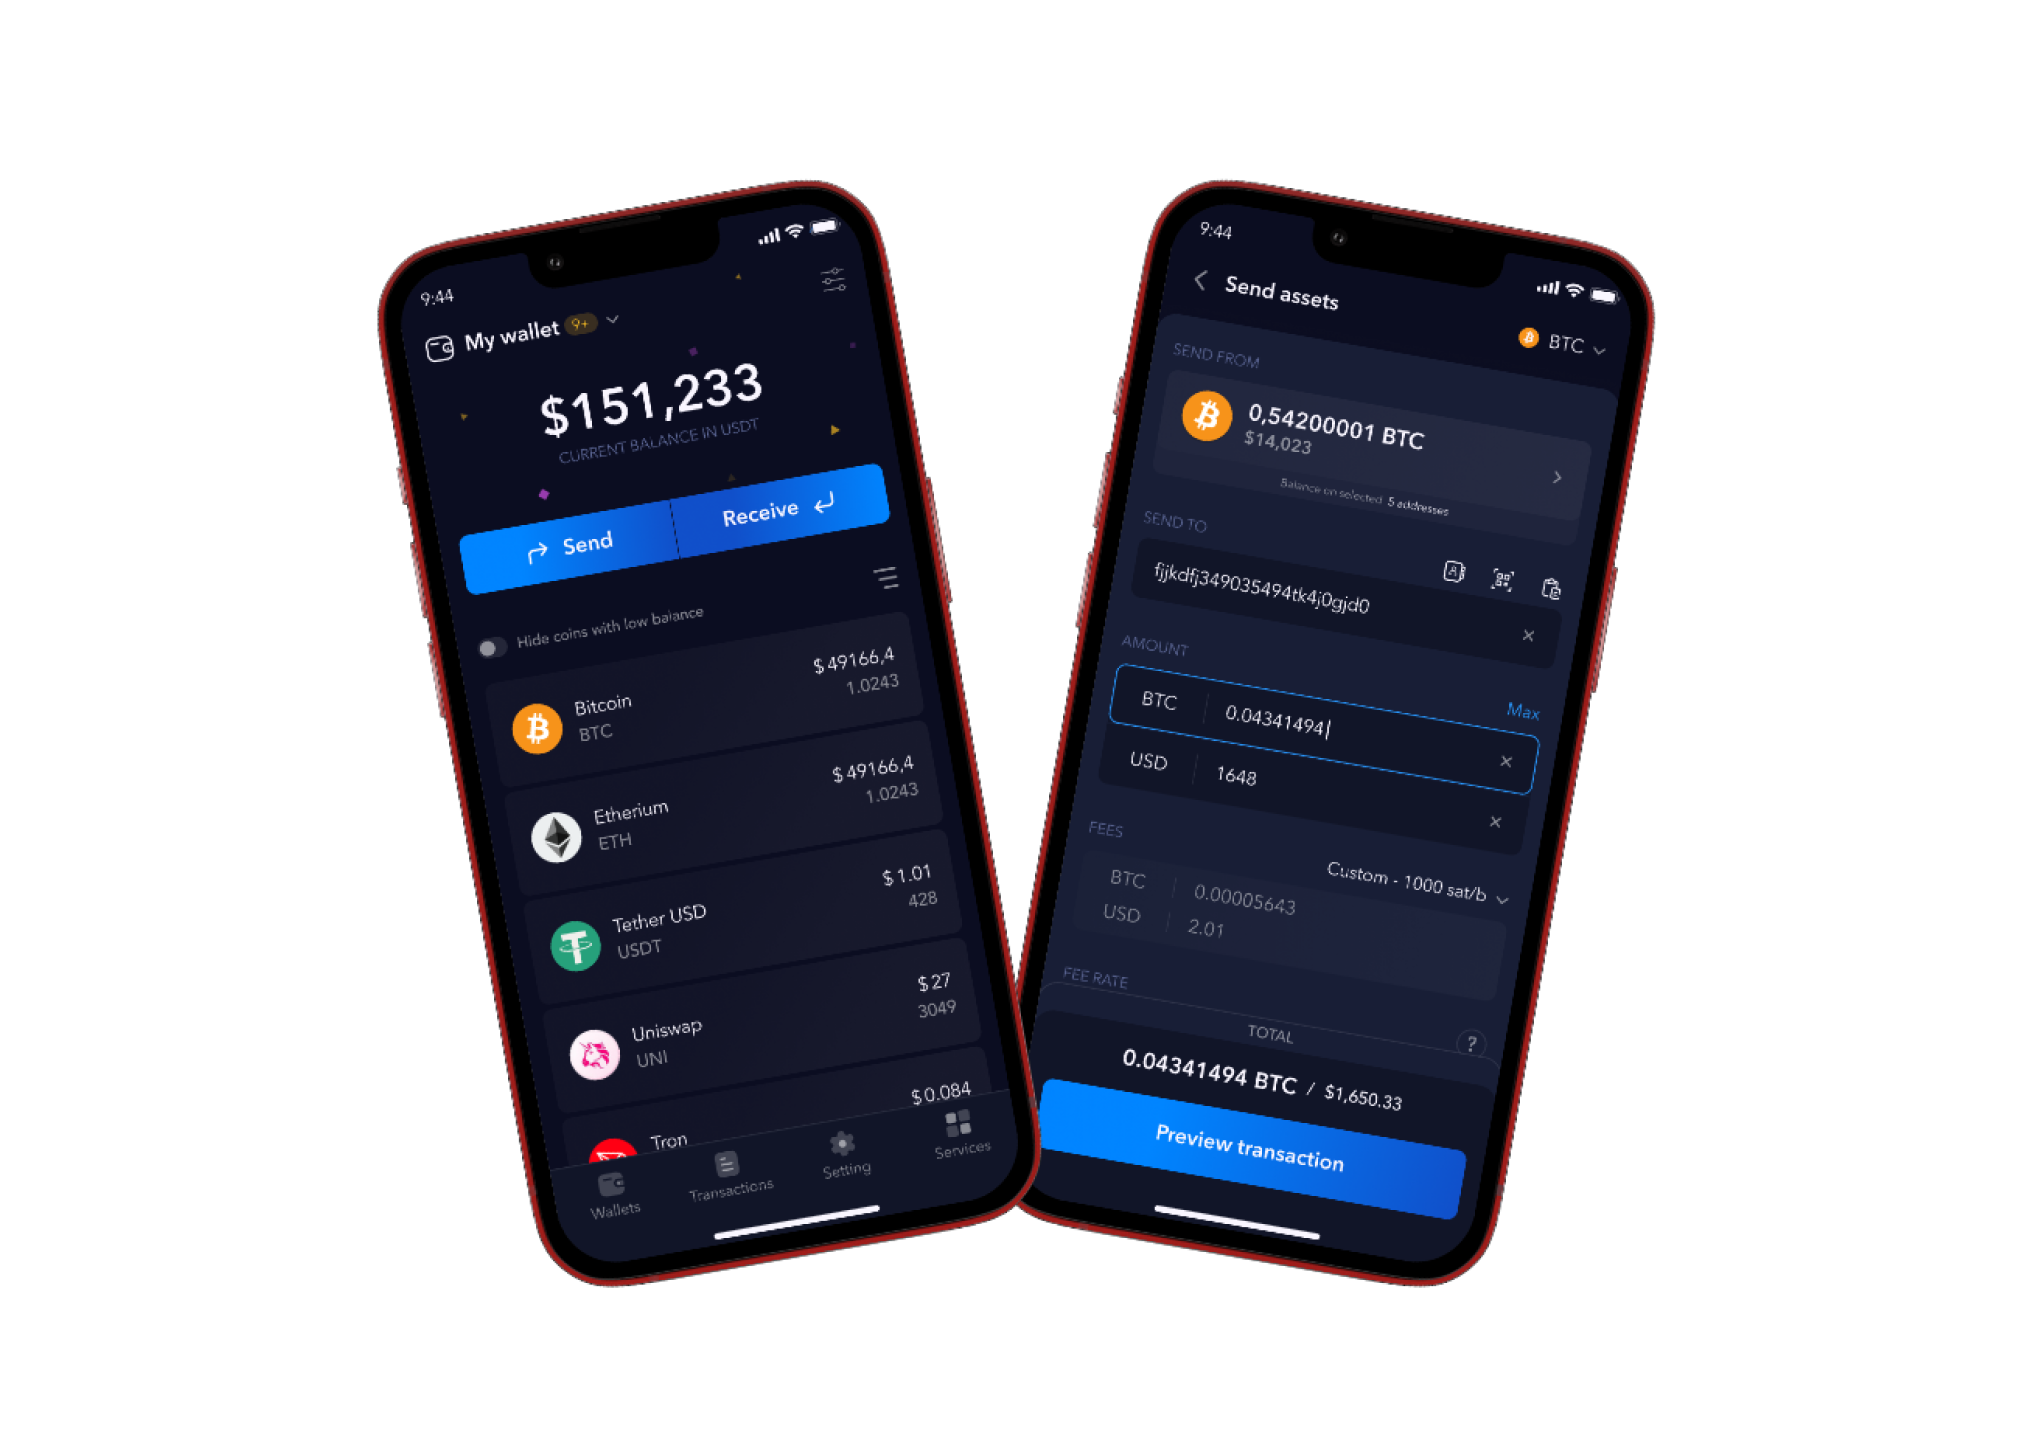 9:44
My wallet 9+
$151,233
CURRENT BALANCE IN USDT
Send
Receive
Hide coins with low balance
Bitcoin
BTC
$ 49166,4
1.0243
Etherium
ETH
$ 49166,4
1.0243
Tether USD
USDT
$ 1.01
428
Uniswap
UNI
$ 27
3049
Tron
$ 0.084
Wallets
Transactions
Setting
Services
9:44
Send assets
BTC
SEND FROM
0,54200001 BTC
$14,023
Balance on selected 5 addresses
SEND TO
fjjkdfj349035494tk4j0gjd0
AMOUNT
Max
BTC
0.04341494
USD
1648
FEES
Custom - 1000 sat/b
BTC
0.00005643
USD
2.01
FEE RATE
?
TOTAL
0.04341494 BTC / $1,650.33
Preview transaction